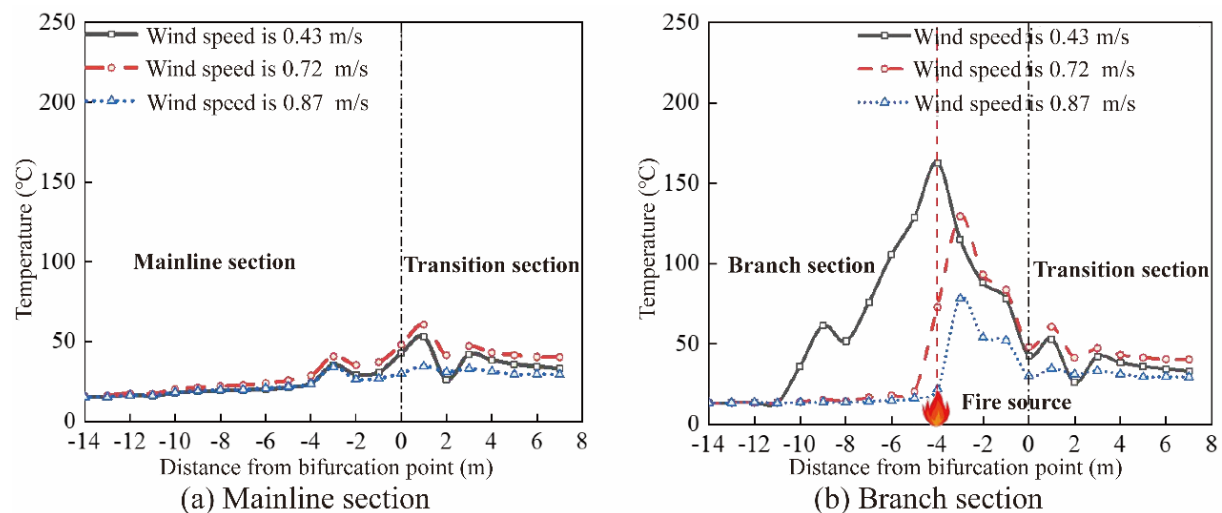 250
200
150
100
50
0
Temperature (°C)
Wind speed is 0.43 m/s
Wind speed is 0.72 m/s
Wind speed is 0.87 m/s
Mainline section
Transition section
-14 -12 -10 -8 -6 -4 -2 0 2 4 6 8
Distance from bifurcation point (m)
(a) Mainline section
250
200
150
100
50
0
Temperature (°C)
Wind speed is 0.43 m/s
Wind speed is 0.72 m/s
Wind speed is 0.87 m/s
Branch section
Transition section
Fire source
-14 -12 -10 -8 -6 -4 -2 0 2 4 6 8
Distance from bifurcation point (m)
(b) Branch section